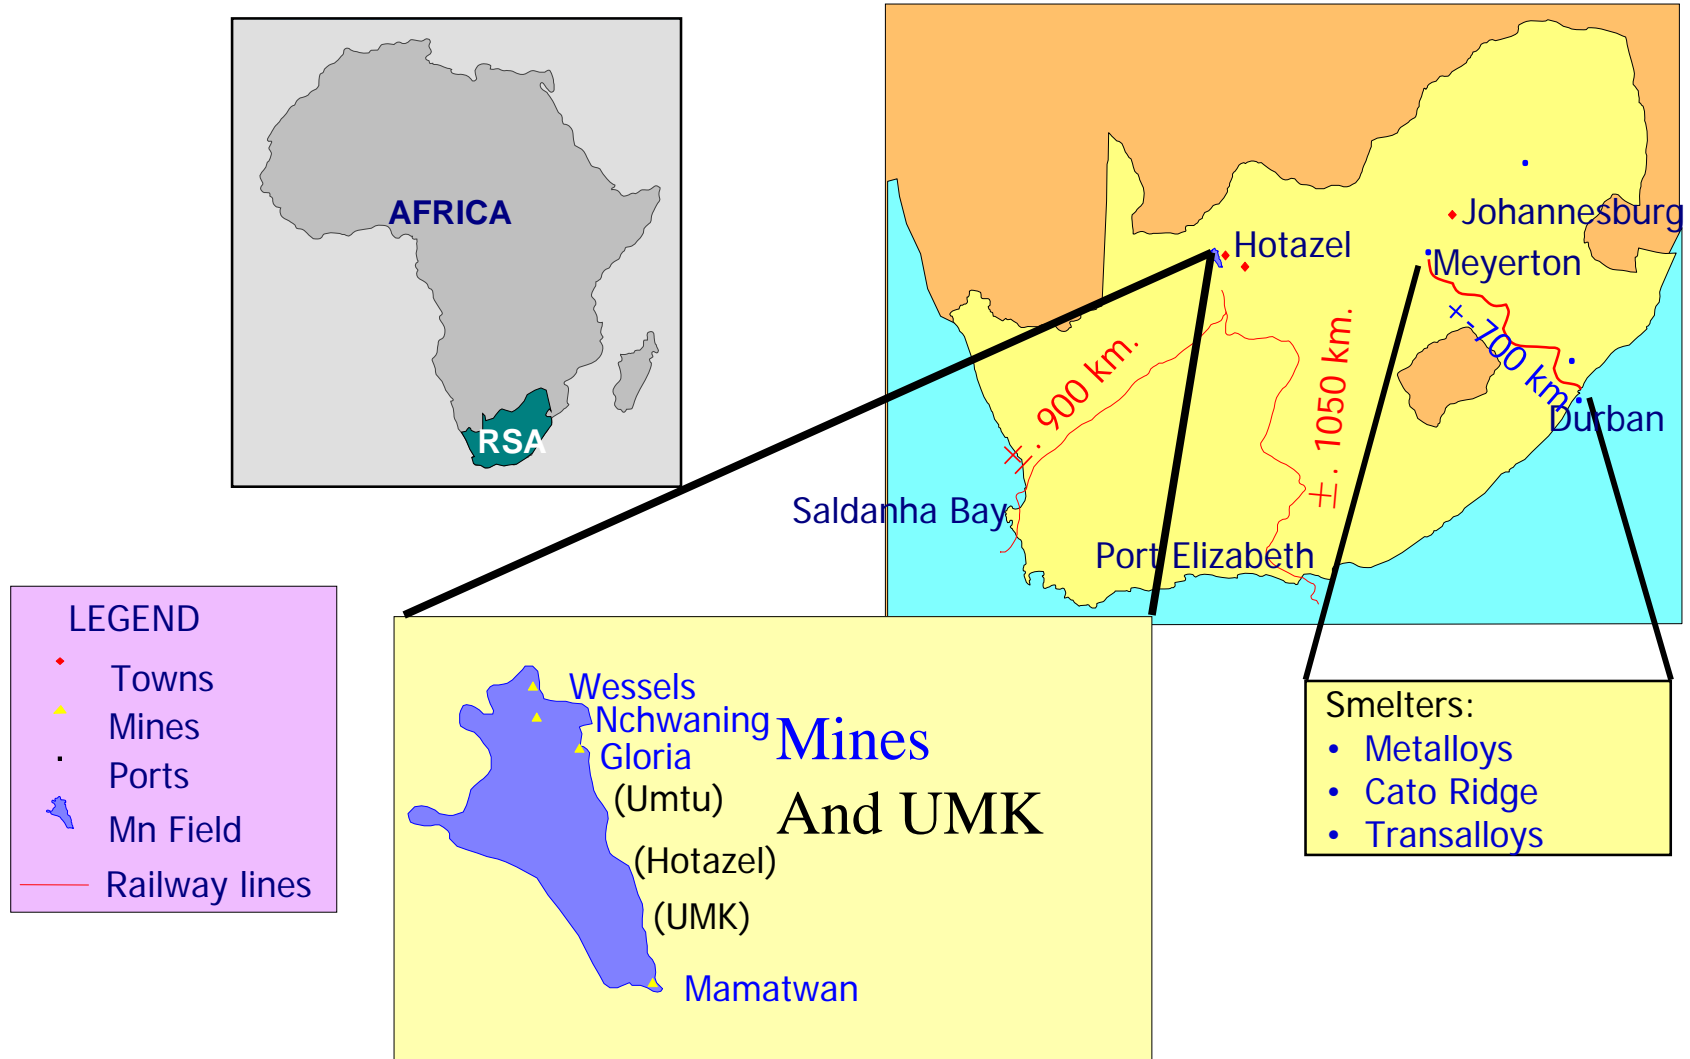 AFRICA
RSA
Johannesburg
Hotazel
Meyerton
+-700 km
±. 900 km.
±. 1050 km.
Durban
Saldanha Bay
Port Elizabeth
LEGEND
Towns
Mines
Ports
Mn Field
Railway lines
Wessels
Nchwaning
Gloria
(Umtu)
(Hotazel)
(UMK)
Mamatwan
Mines
And UMK
Smelters:
• Metalloys
• Cato Ridge
• Transalloys